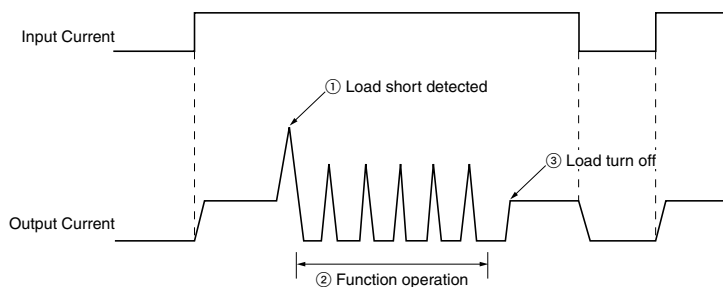 Input Current
① Load short detected
③ Load turn off
Output Current
② Function operation